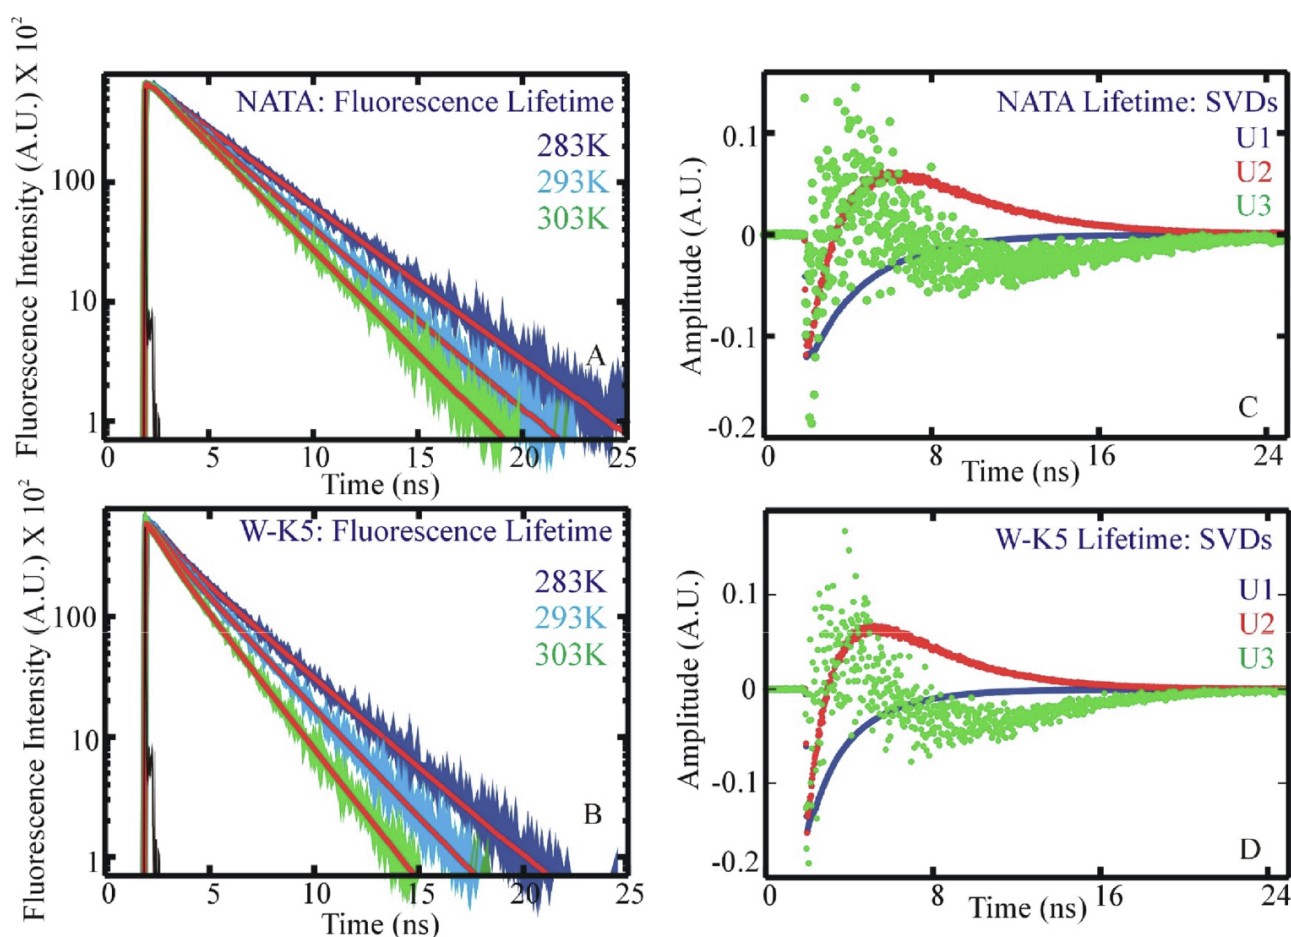 Fluorescence Intensity (A.U.) X 10²
NATA: Fluorescence Lifetime
283K
293K
303K
100
10
1
A
0 5 10 15 20 25
Time (ns)
Amplitude (A.U.)
NATA Lifetime: SVDs
U1
U2
U3
0.1
0
-0.1
-0.2
C
0 8 16 24
Time (ns)
Fluorescence Intensity (A.U.) X 10²
W-K5: Fluorescence Lifetime
283K
293K
303K
100
10
1
B
0 5 10 15 20 25
Time (ns)
Amplitude (A.U.)
W-K5 Lifetime: SVDs
U1
U2
U3
0.1
0
-0.1
-0.2
D
0 8 16 24
Time (ns)